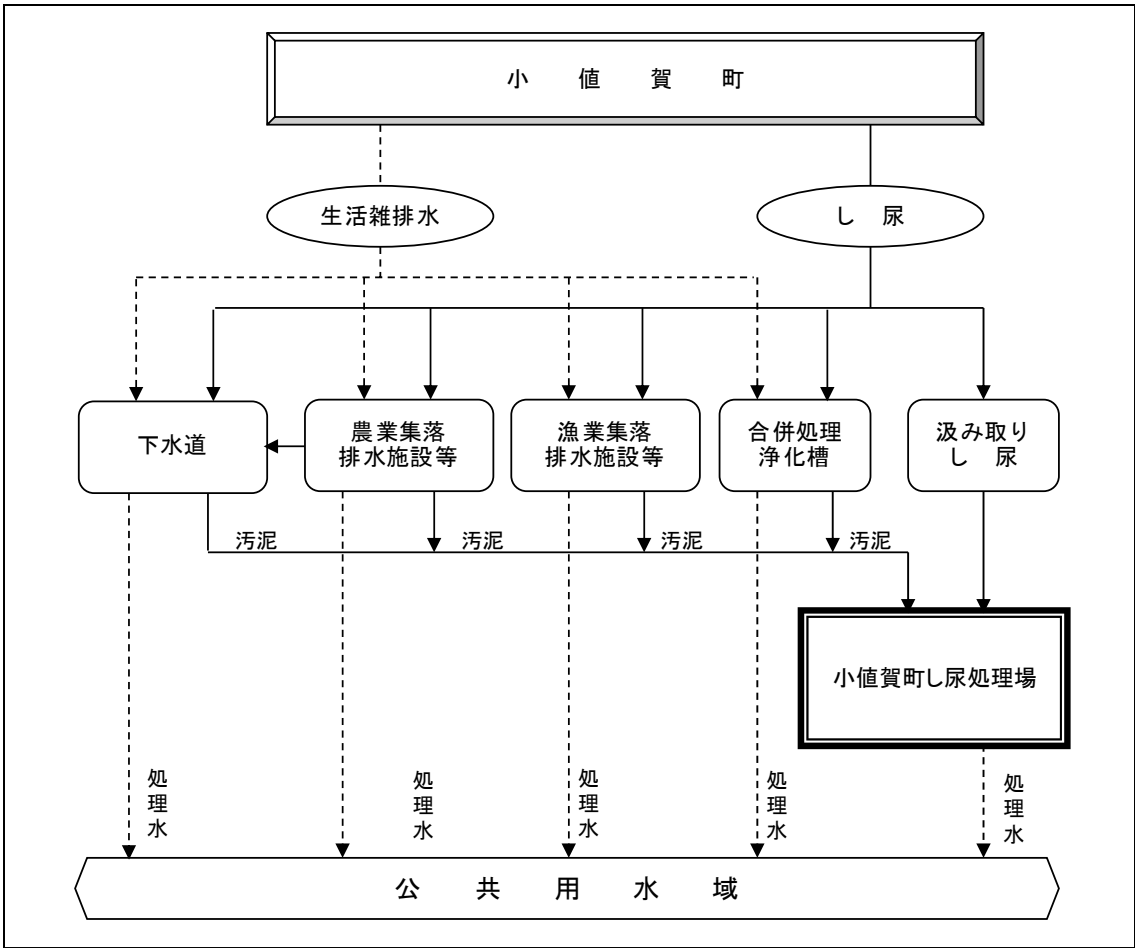 小値賀町
生活雑排水
し尿
下水道
農業集落
排水施設等
漁業集落
排水施設等
合併処理
浄化槽
汲み取り
し尿
汚泥
汚泥
汚泥
汚泥
小値賀町し尿処理場
処理水
処理水
処理水
処理水
処理水
公共用水域